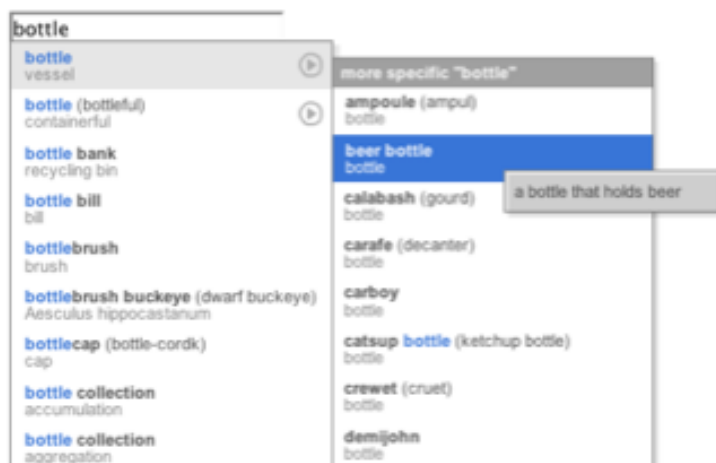 bottle
bottle
vessel
bottle (bottleful)
containerful
bottle bank
recycling bin
bottle bill
bill
bottlebrush
brush
bottlebrush buckeye (dwarf buckeye)
Aesculus hippocastanum
bottlecap (bottle-cordk)
cap
bottle collection
accumulation
bottle collection
aggregation
more specific "bottle"
ampoule (ampul)
bottle
beer bottle
bottle
a bottle that holds beer
calabash (gourd)
bottle
carafe (decanter)
bottle
carboy
bottle
catsup bottle (ketchup bottle)
bottle
crewet (cruet)
bottle
demijohn
bottle